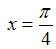 x = π/4